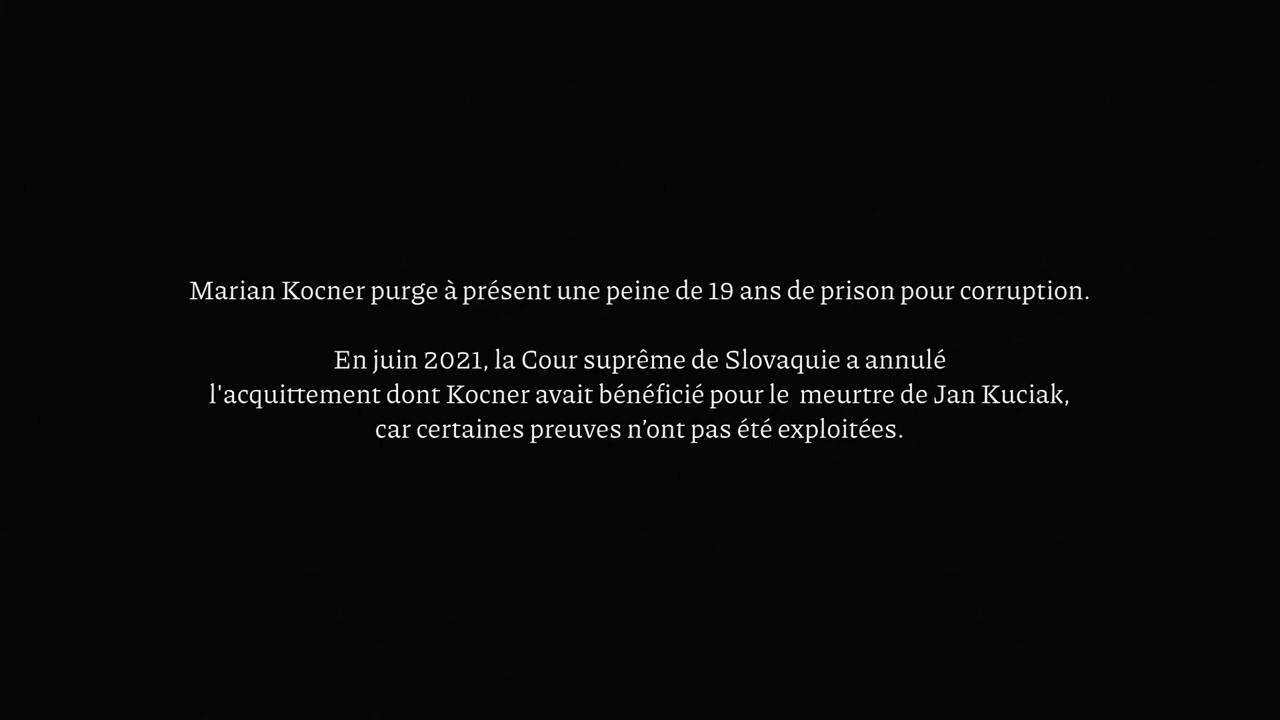 Marian Kocner purge à présent une peine de 19 ans de prison pour corruption.
En juin 2021, la Cour suprême de Slovaquie a annulé
l'acquittement dont Kocner avait bénéficié pour le  meurtre de Jan Kuciak,
car certaines preuves n’ont pas été exploitées.